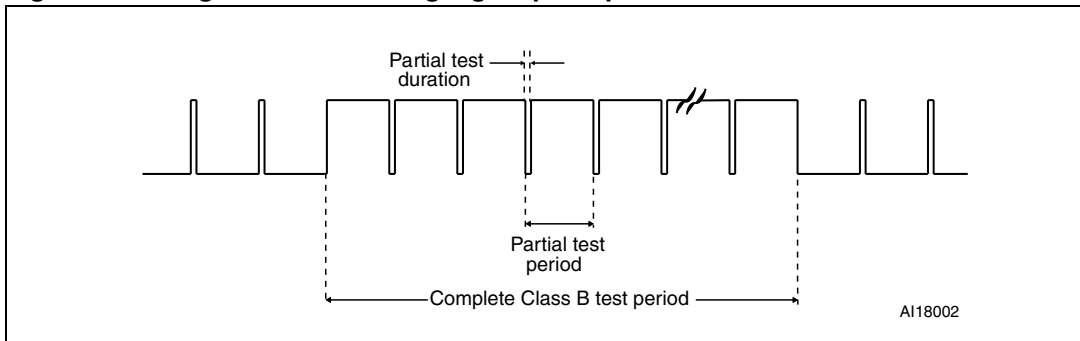 Partial test
duration
Partial test
period
Complete Class B test period
AI18002